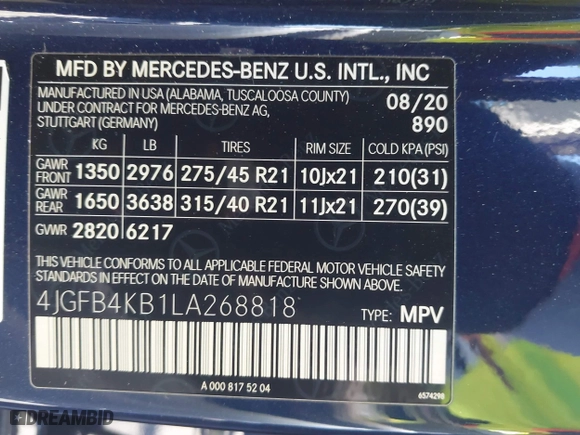 MFD BY MERCEDES-BENZ U.S. INTL., INC
MANUFACTURED IN USA (ALABAMA, TUSCALOOSA COUNTY) 08/20
UNDER CONTRACT FOR MERCEDES-BENZ AG,
STUTTGART (GERMANY) 890
KG LB TIRES RIM SIZE COLD KPA (PSI)
GAWR FRONT 1350 2976 275/45 R21 10Jx21 210(31)
GAWR REAR 1650 3638 315/40 R21 11Jx21 270(39)
GVWR 2820 6217
THIS VEHICLE CONFORMS TO ALL APPLICABLE FEDERAL MOTOR VEHICLE SAFETY
STANDARDS IN EFFECT ON THE DATE OF MANUFACTURE SHOWN ABOVE.
4JGFB4KB1LA268818 TYPE: MPV
A 000 817 52 04
6574298
DREAMBID